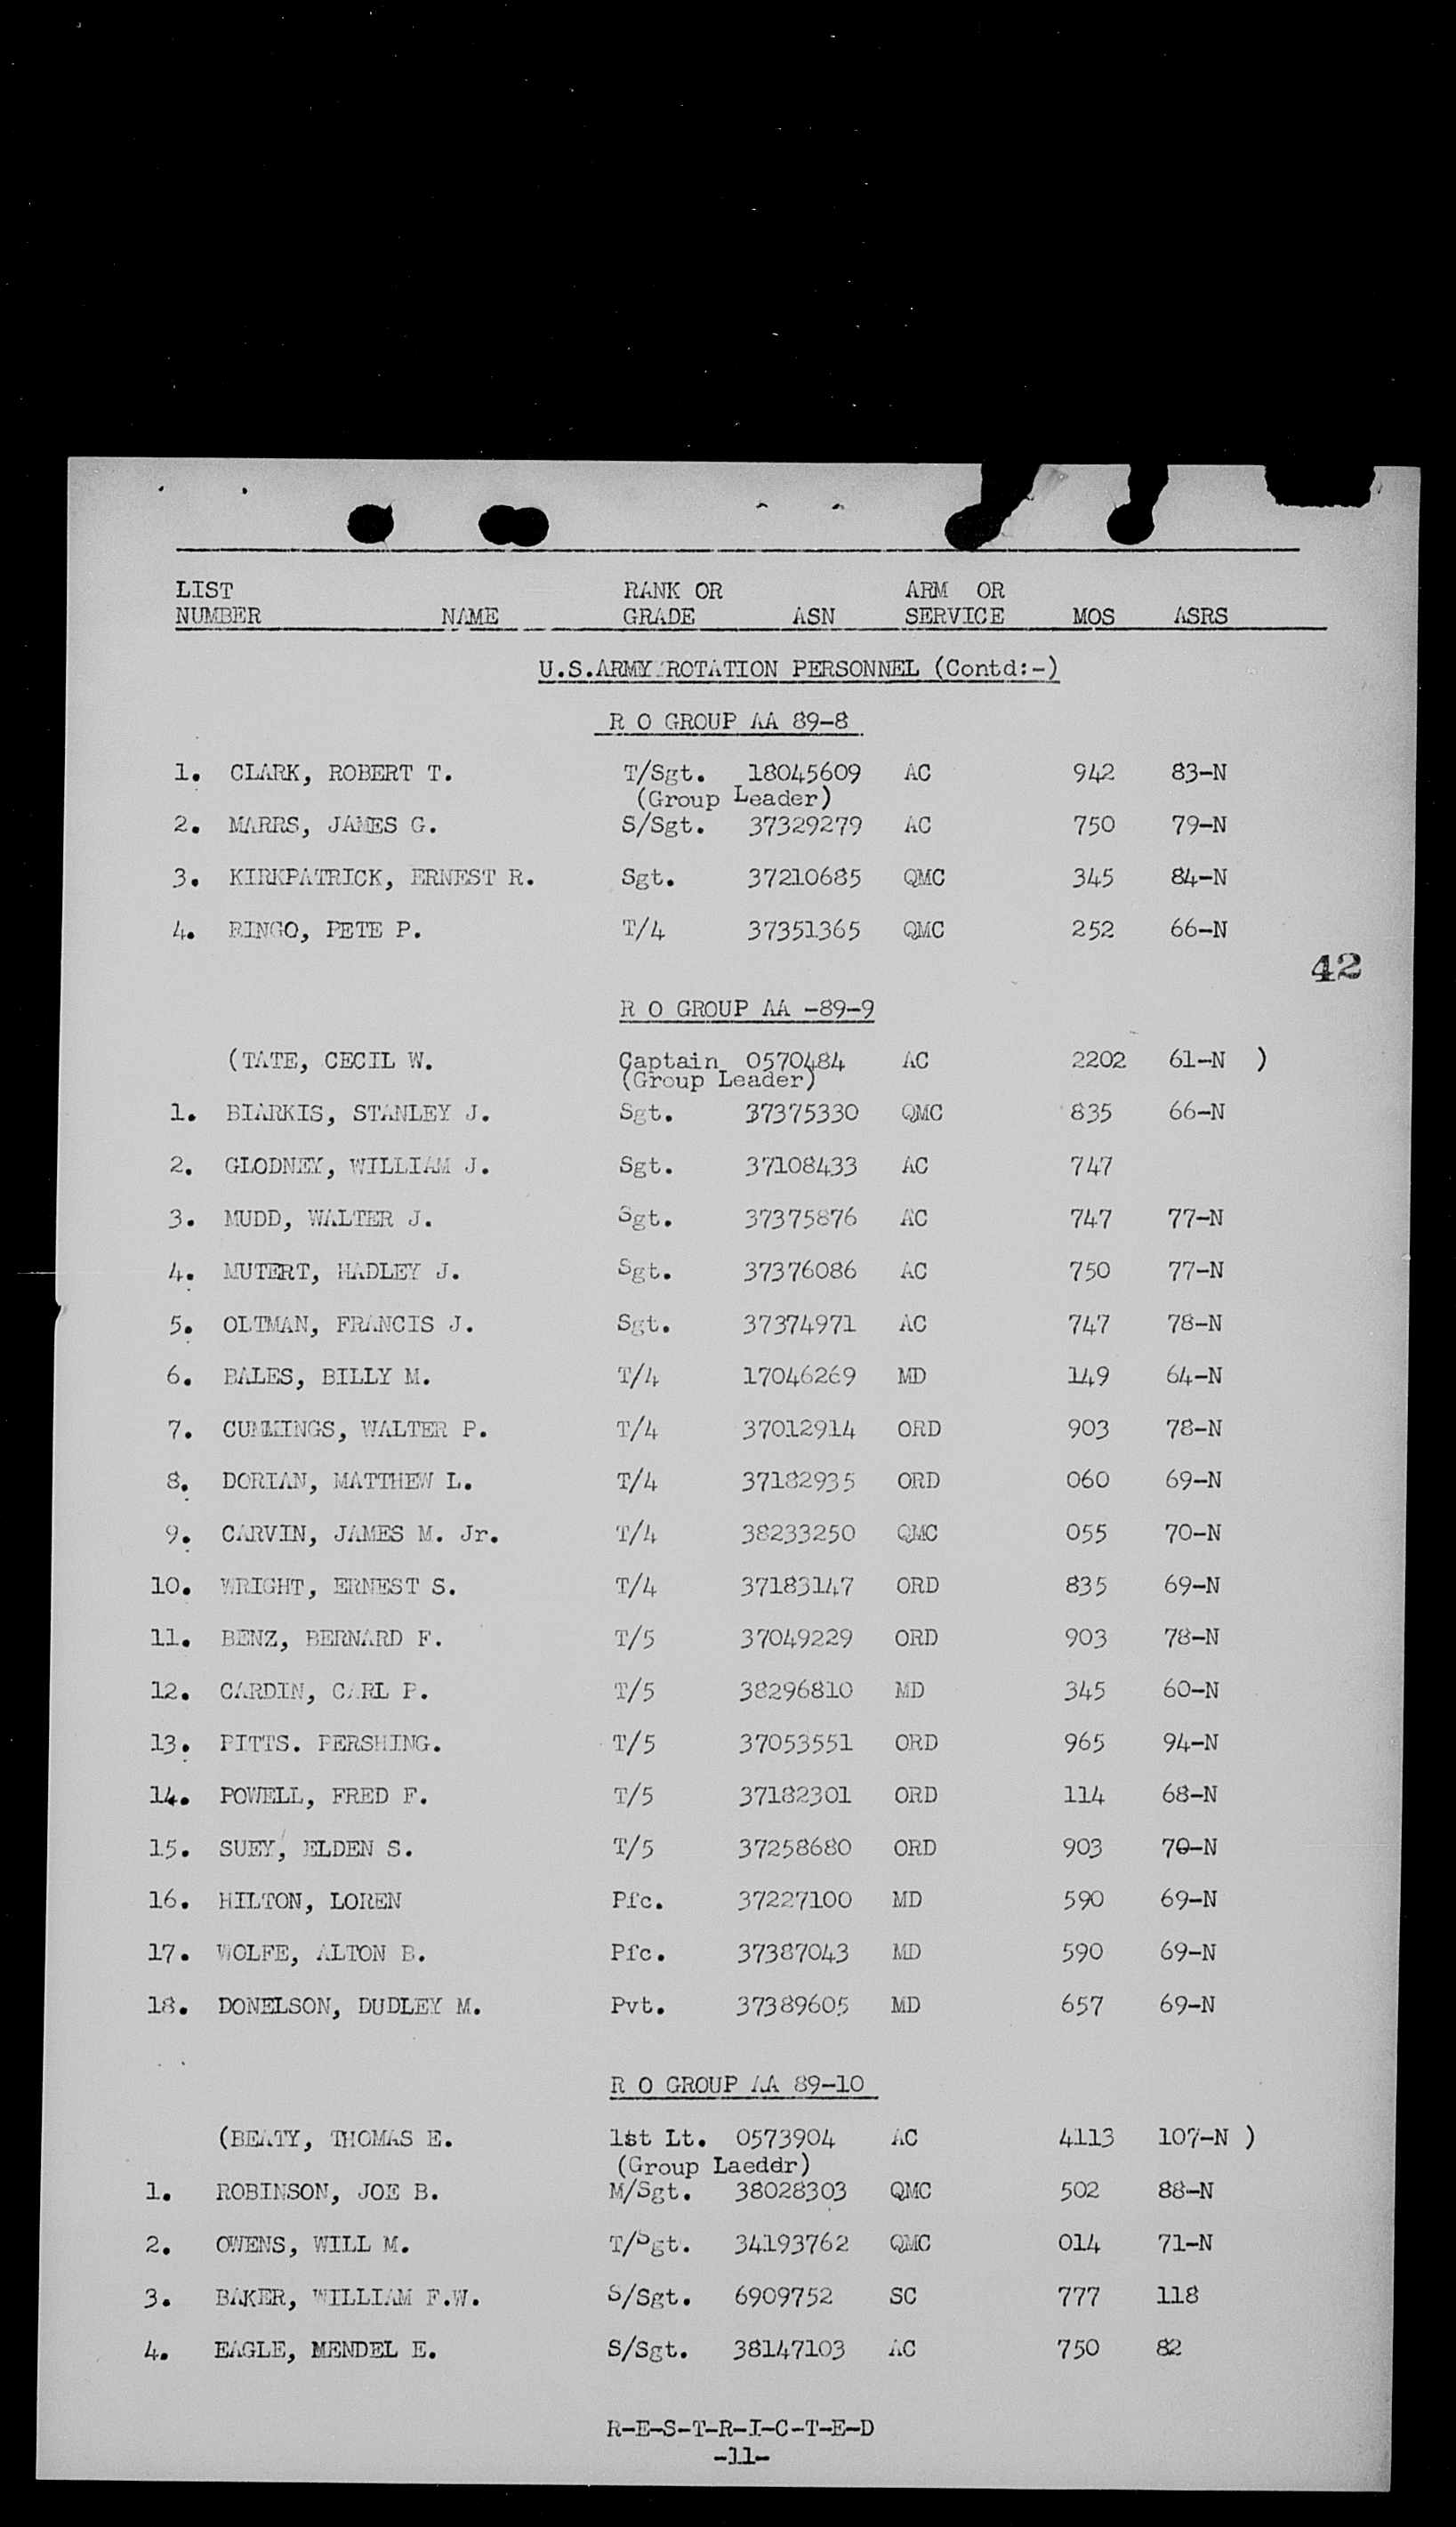 LIST RANK OR ARM OR
NUMBER NAME GRADE ASN SERVICE MOS ASRS
U.S.ARMY ROTATION PERSONNEL (Contd:-)
R O GROUP AA 89-8
1. CLARK, ROBERT T. T/Sgt. 18045609 AC 942 83-N
(Group Leader)
2. MARRS, JAMES G. S/Sgt. 37329279 AC 750 79-N
3. KIRKPATRICK, ERNEST R. Sgt. 37210685 QMC 345 84-N
4. RINGO, PETE P. T/4 37351365 QMC 252 66-N
42
R O GROUP AA -89-9
(TATE, CECIL W. Captain 0570484 AC 2202 61-N )
(Group Leader)
1. BIARKIS, STANLEY J. Sgt. 37375330 QMC 835 66-N
2. GLODNEY, WILLIAM J. Sgt. 37108433 AC 747
3. MUDD, WALTER J. Sgt. 37375876 AC 747 77-N
4. MUTERT, HADLEY J. Sgt. 37376086 AC 750 77-N
5. OLTMAN, FRANCIS J. Sgt. 37374971 AC 747 78-N
6. BALES, BILLY M. T/4 17046269 MD 149 64-N
7. CUMMINGS, WALTER P. T/4 37012914 ORD 903 78-N
8. DORIAN, MATTHEW L. T/4 37182935 ORD 060 69-N
9. CARVIN, JAMES M. Jr. T/4 38233250 QMC 055 70-N
10. WRIGHT, ERNEST S. T/4 37183147 ORD 835 69-N
11. BENZ, BERNARD F. T/5 37049229 ORD 903 78-N
12. CARDIN, CARL P. T/5 38296810 MD 345 60-N
13. PITTS. PERSHING. T/5 37053551 ORD 965 94-N
14. POWELL, FRED F. T/5 37182301 ORD 114 68-N
15. SUEY, ELDEN S. T/5 37258680 ORD 903 70-N
16. HILTON, LOREN Pfc. 37227100 MD 590 69-N
17. WOLFE, ALTON B. Pfc. 37387043 MD 590 69-N
18. DONELSON, DUDLEY M. Pvt. 37389605 MD 657 69-N
R O GROUP AA 89-10
(BEATY, THOMAS E. 1st Lt. 0573904 AC 4113 107-N )
(Group Laeddr)
1. ROBINSON, JOE B. M/Sgt. 38028303 QMC 502 88-N
2. OWENS, WILL M. T/Sgt. 34193762 QMC 014 71-N
3. BAKER, WILLIAM F.W. S/Sgt. 6909752 SC 777 118
4. EAGLE, MENDEL E. S/Sgt. 38147103 AC 750 82
R-E-S-T-R-I-C-T-E-D
-11-